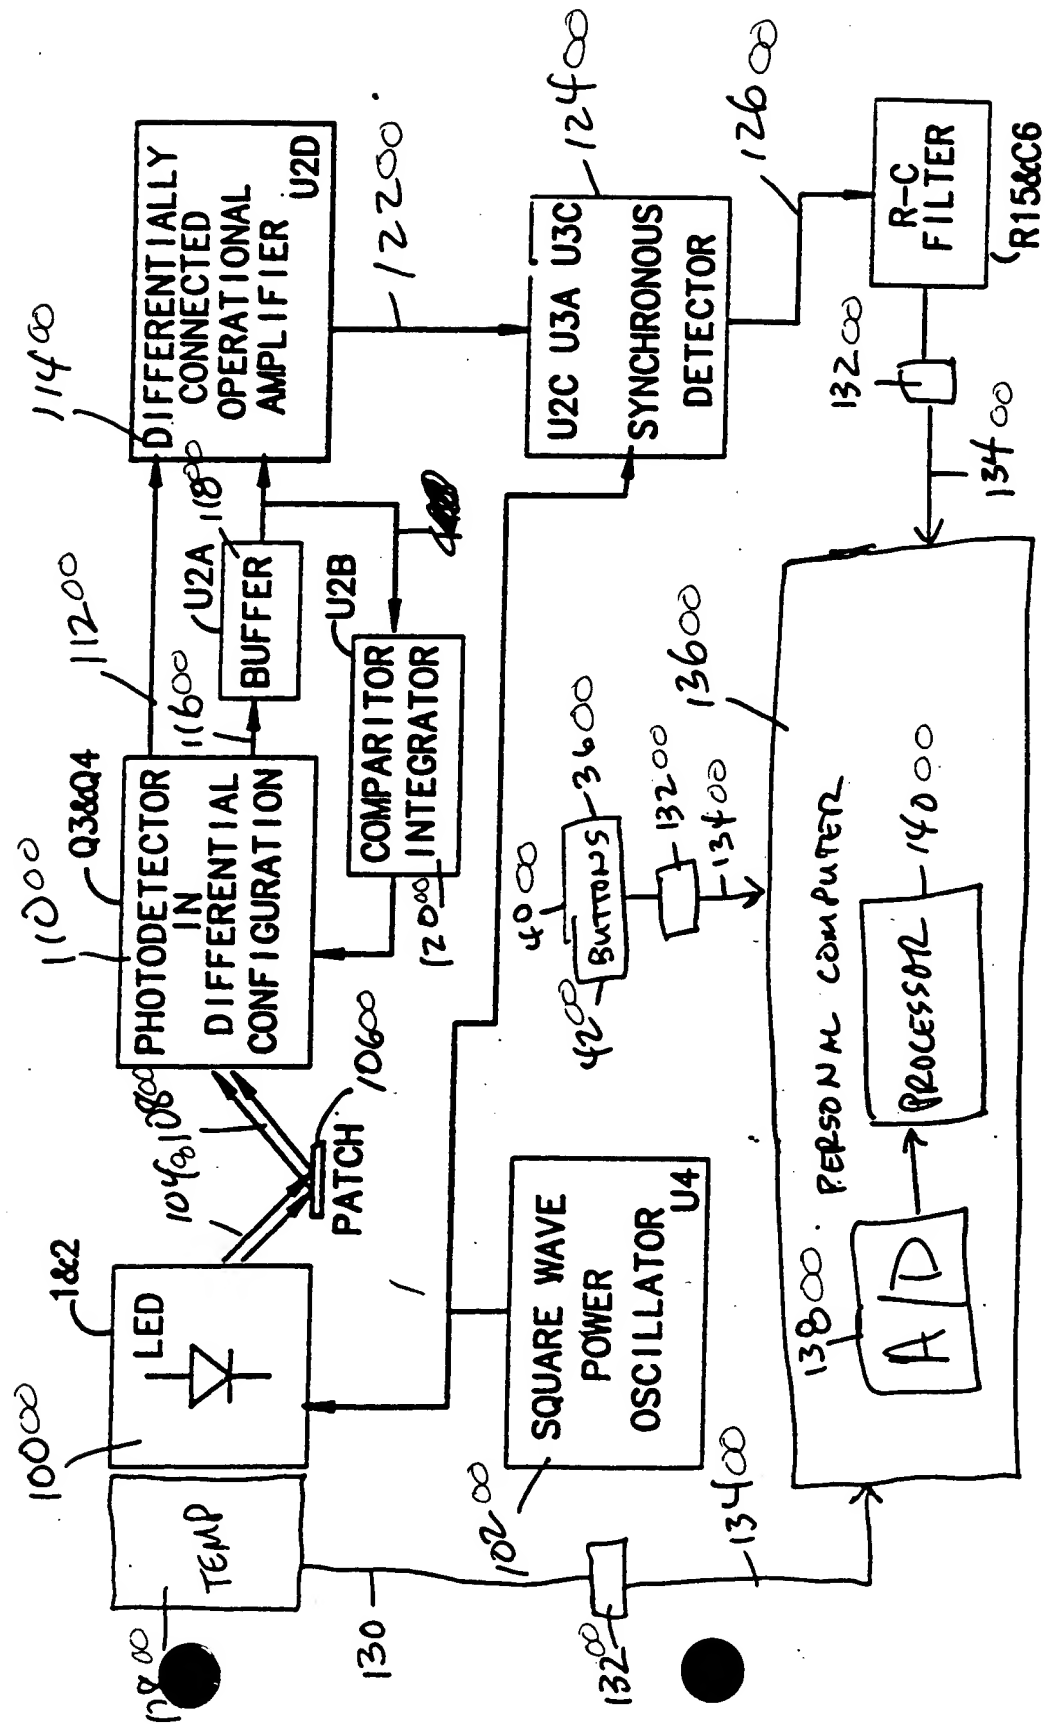 12800
TEMP
130
13200
13400
10000
1&2
LED
10400
10800
10600
PATCH
10200
SQUARE WAVE
POWER
OSCILLATOR
U4
11000
Q3&Q4
PHOTODETECTOR
IN
DIFFERENTIAL
CONFIGURATION
11200
11600
U2A
11800
BUFFER
U2B
COMPARITOR
INTEGRATOR
12000
11400
DIFFERENTIALLY
CONNECTED
OPERATIONAL
AMPLIFIER
U2D
12200
U2C U3A U3C
SYNCHRONOUS
DETECTOR
12400
12600
R-C
FILTER
(R15&C6
13200
13400
4000
4200
BUTTONS
3600
13200
13400
13600
PERSONAL COMPUTER
13800
A/D
PROCESSOR
14000